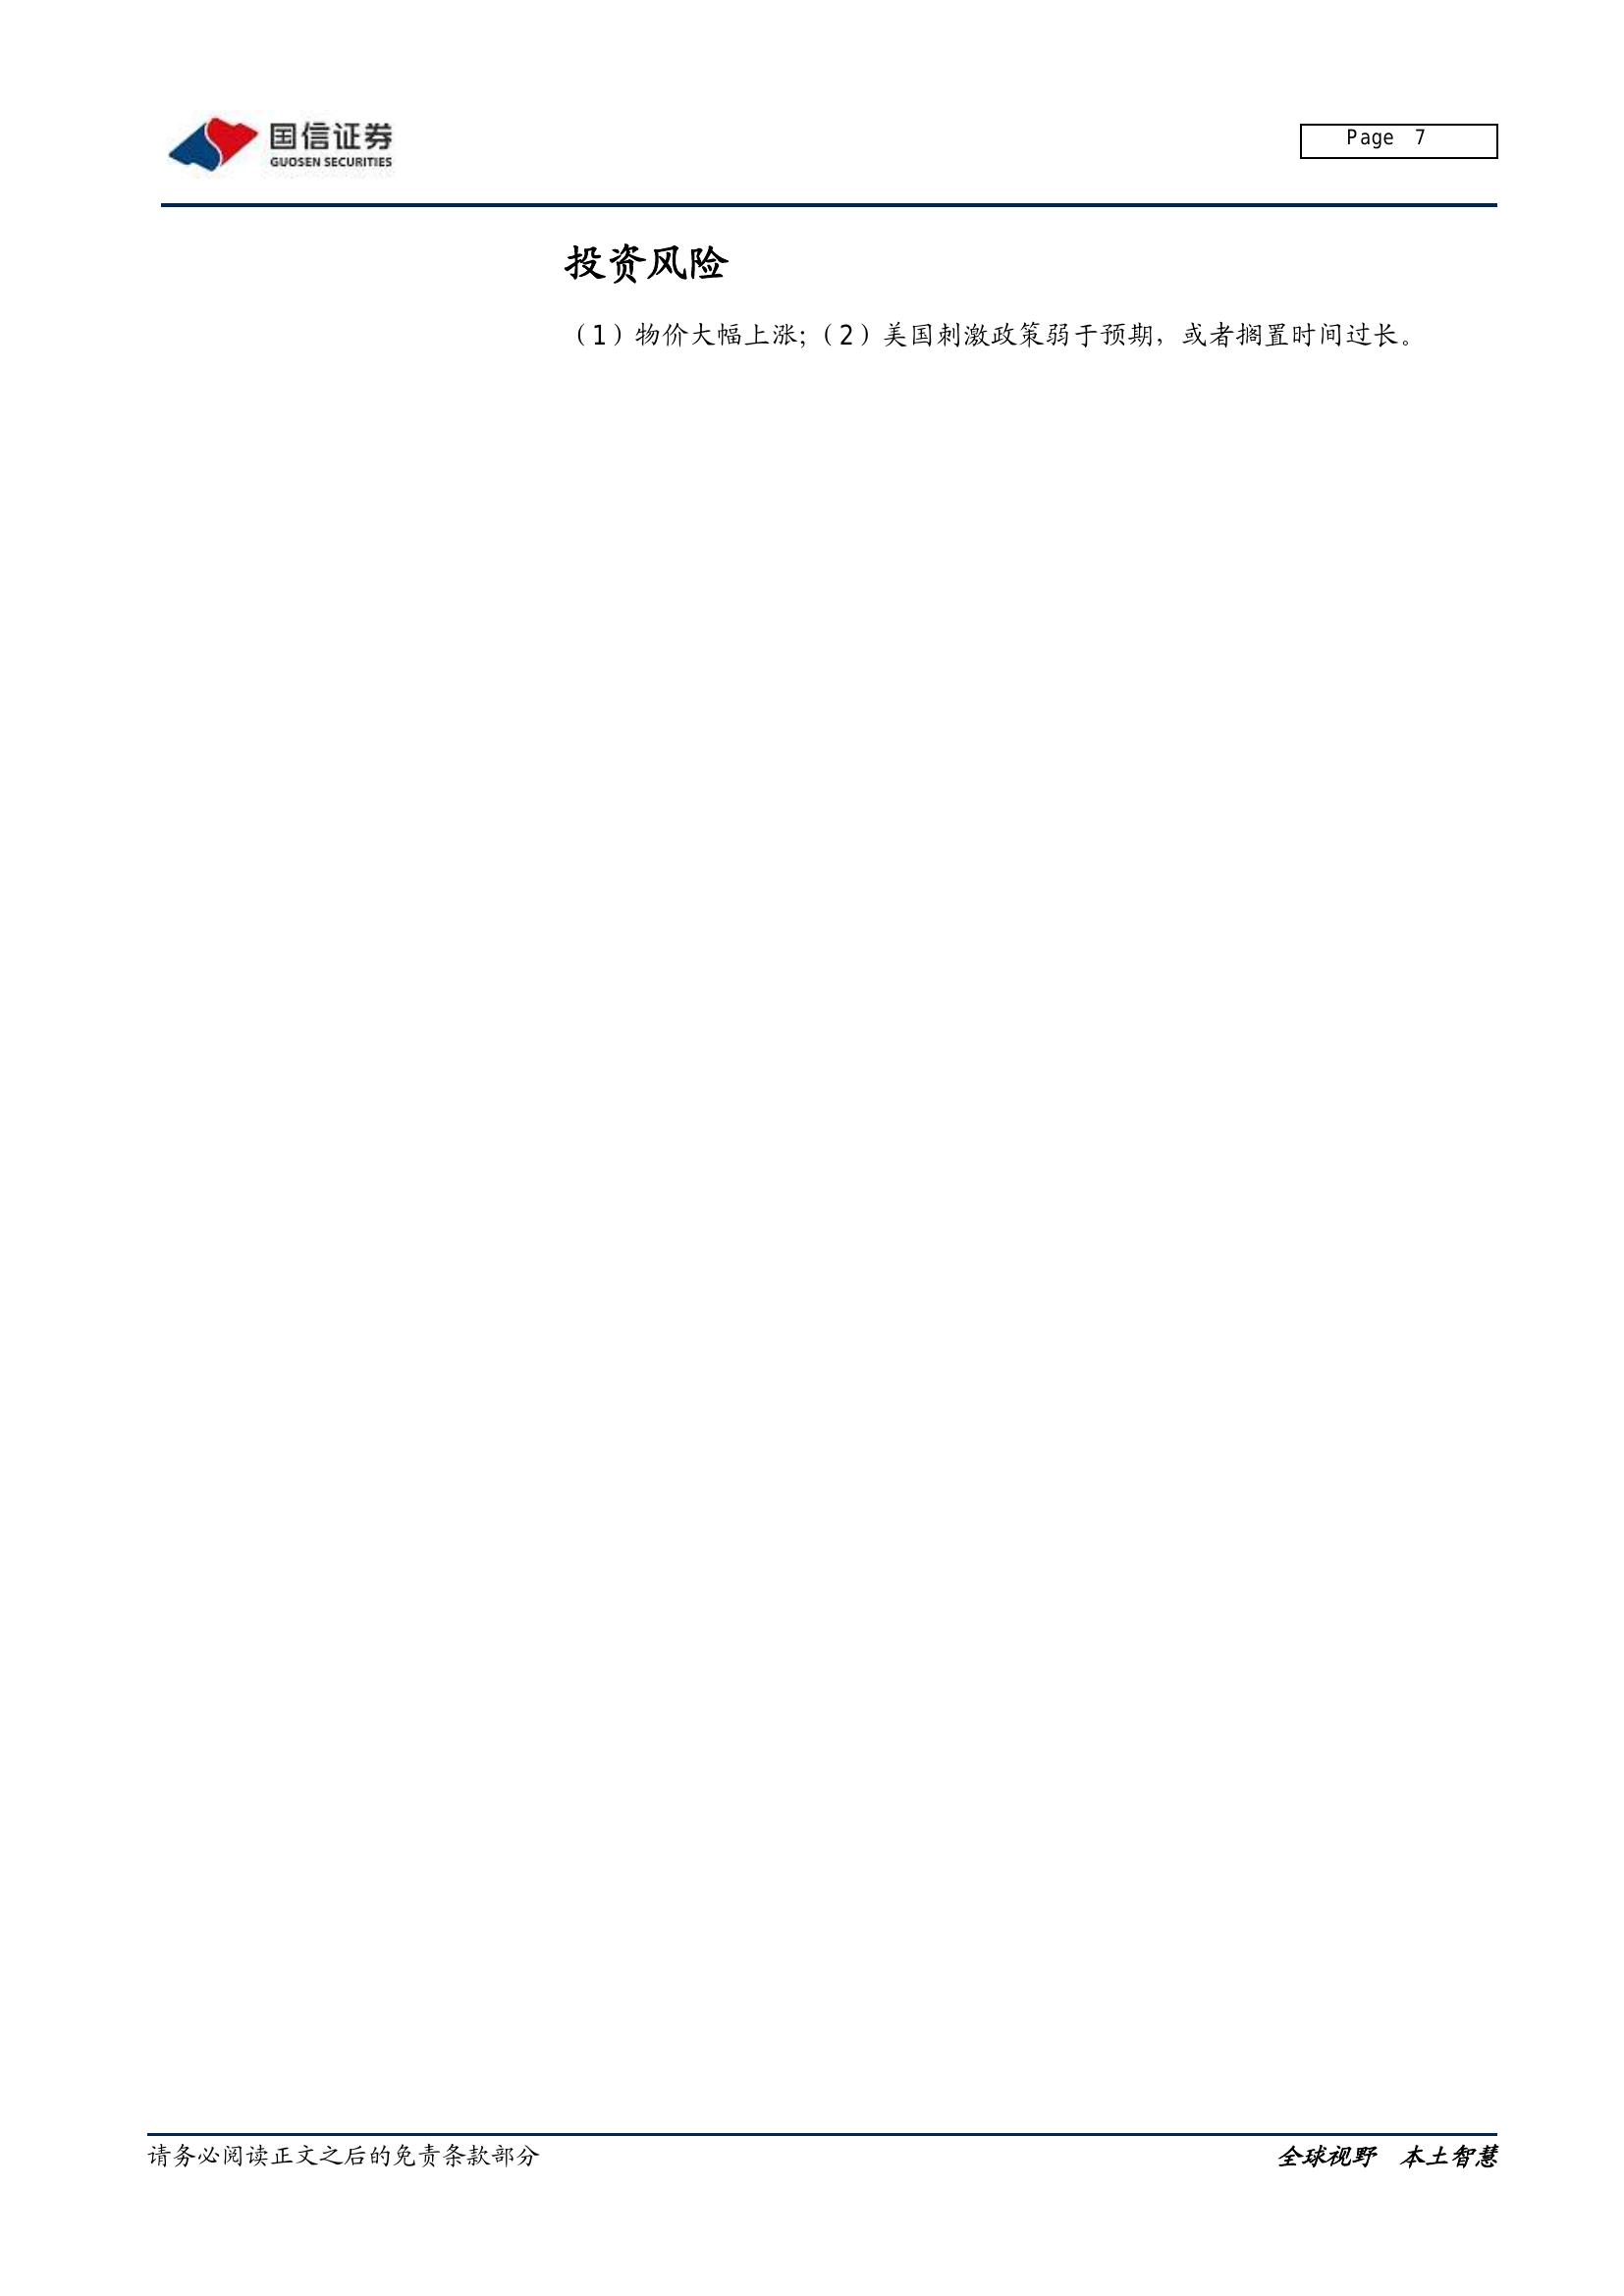 国信证券
GUOSEN SECURITIES
Page 7
投资风险
（1）物价大幅上涨；（2）美国刺激政策弱于预期，或者搁置时间过长。
请务必阅读正文之后的免责条款部分
全球视野 本土智慧